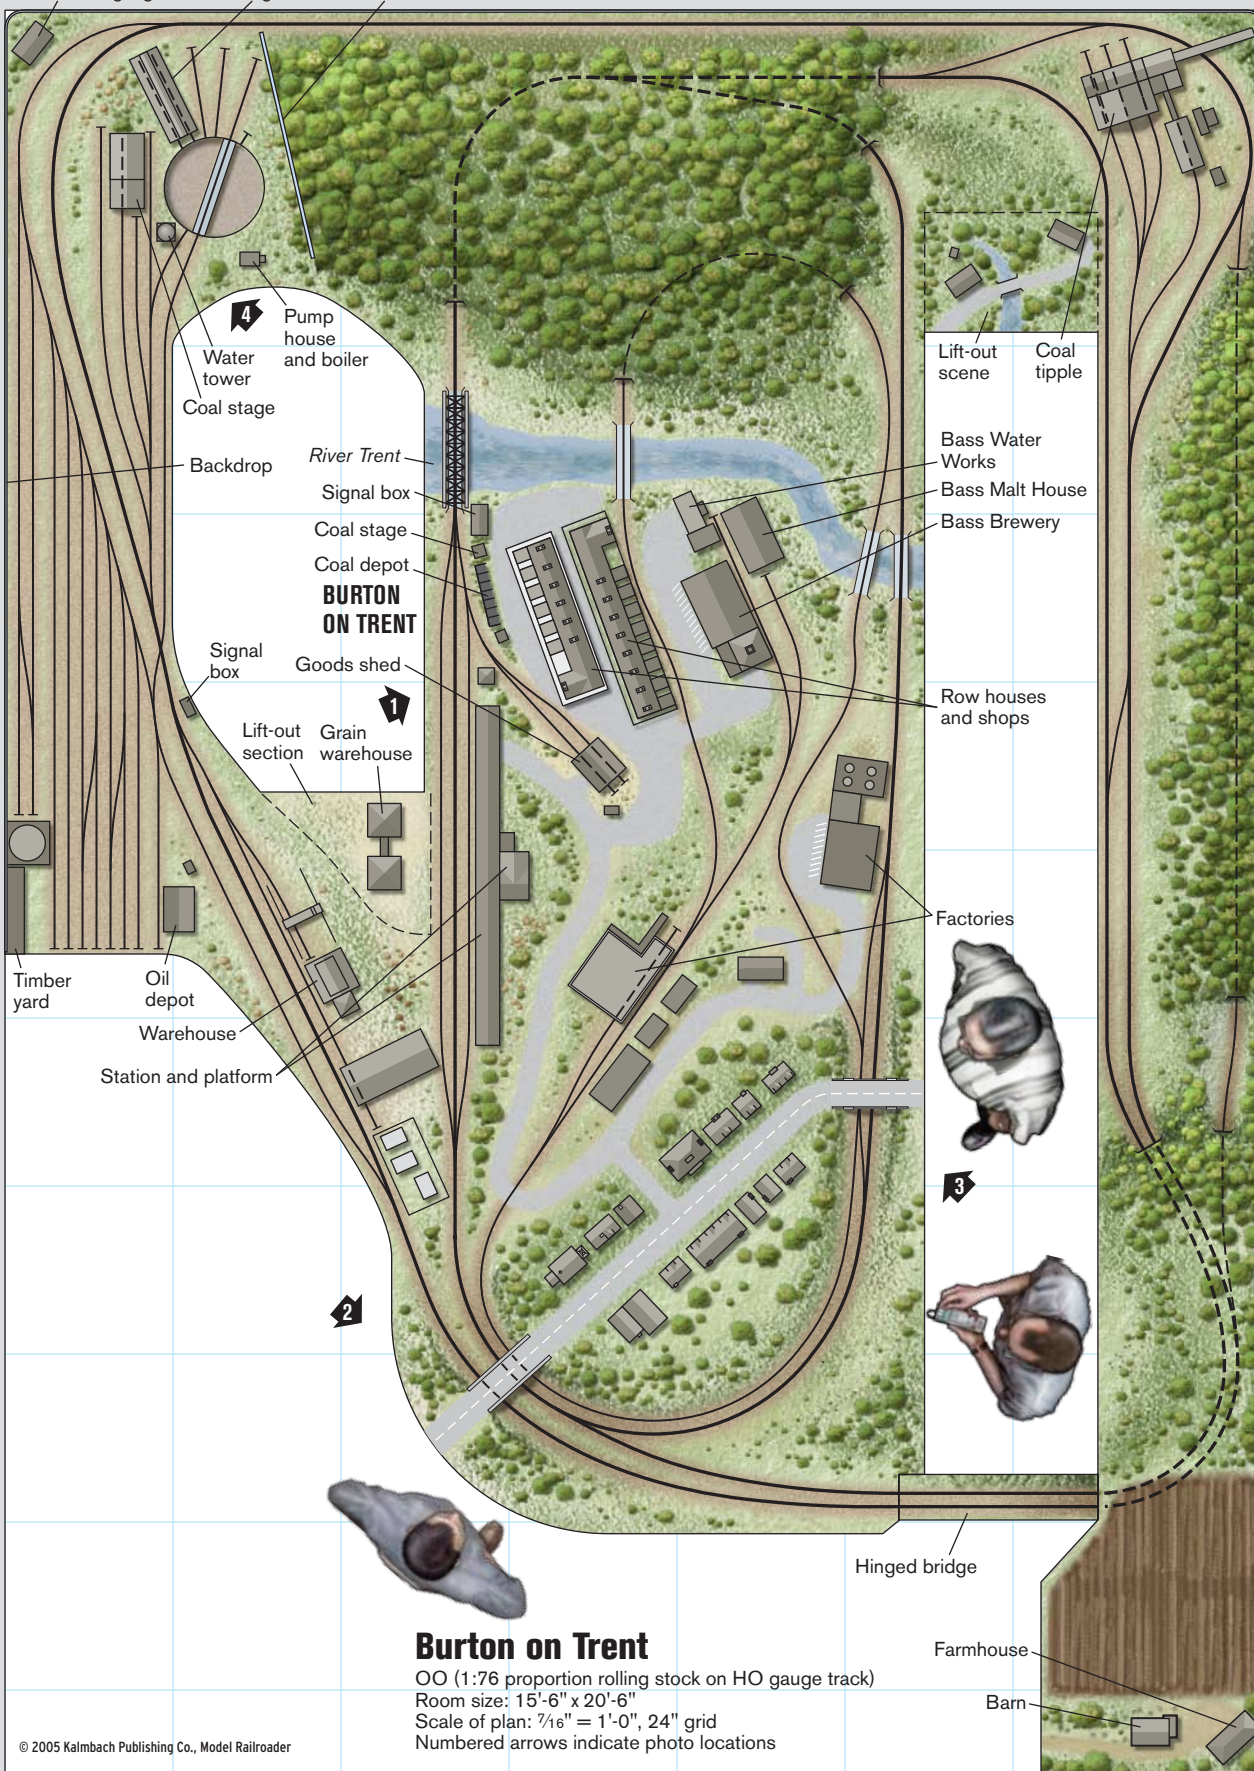 4
Pump
house
and boiler
Water
tower
Coal stage
Backdrop
River Trent
Signal box
Coal stage
Coal depot
BURTON
ON TRENT
Signal
box
Goods shed
1
Lift-out
section
Grain
warehouse
Lift-out
scene
Coal
tipple
Bass Water
Works
Bass Malt House
Bass Brewery
Row houses
and shops
Factories
Timber
yard
Oil
depot
Warehouse
Station and platform
3
2
Hinged bridge
Farmhouse
Barn
Burton on Trent
OO (1:76 proportion rolling stock on HO gauge track)
Room size: 15'-6" x 20'-6"
Scale of plan: 7/16" = 1'-0", 24" grid
Numbered arrows indicate photo locations
© 2005 Kalmbach Publishing Co., Model Railroader